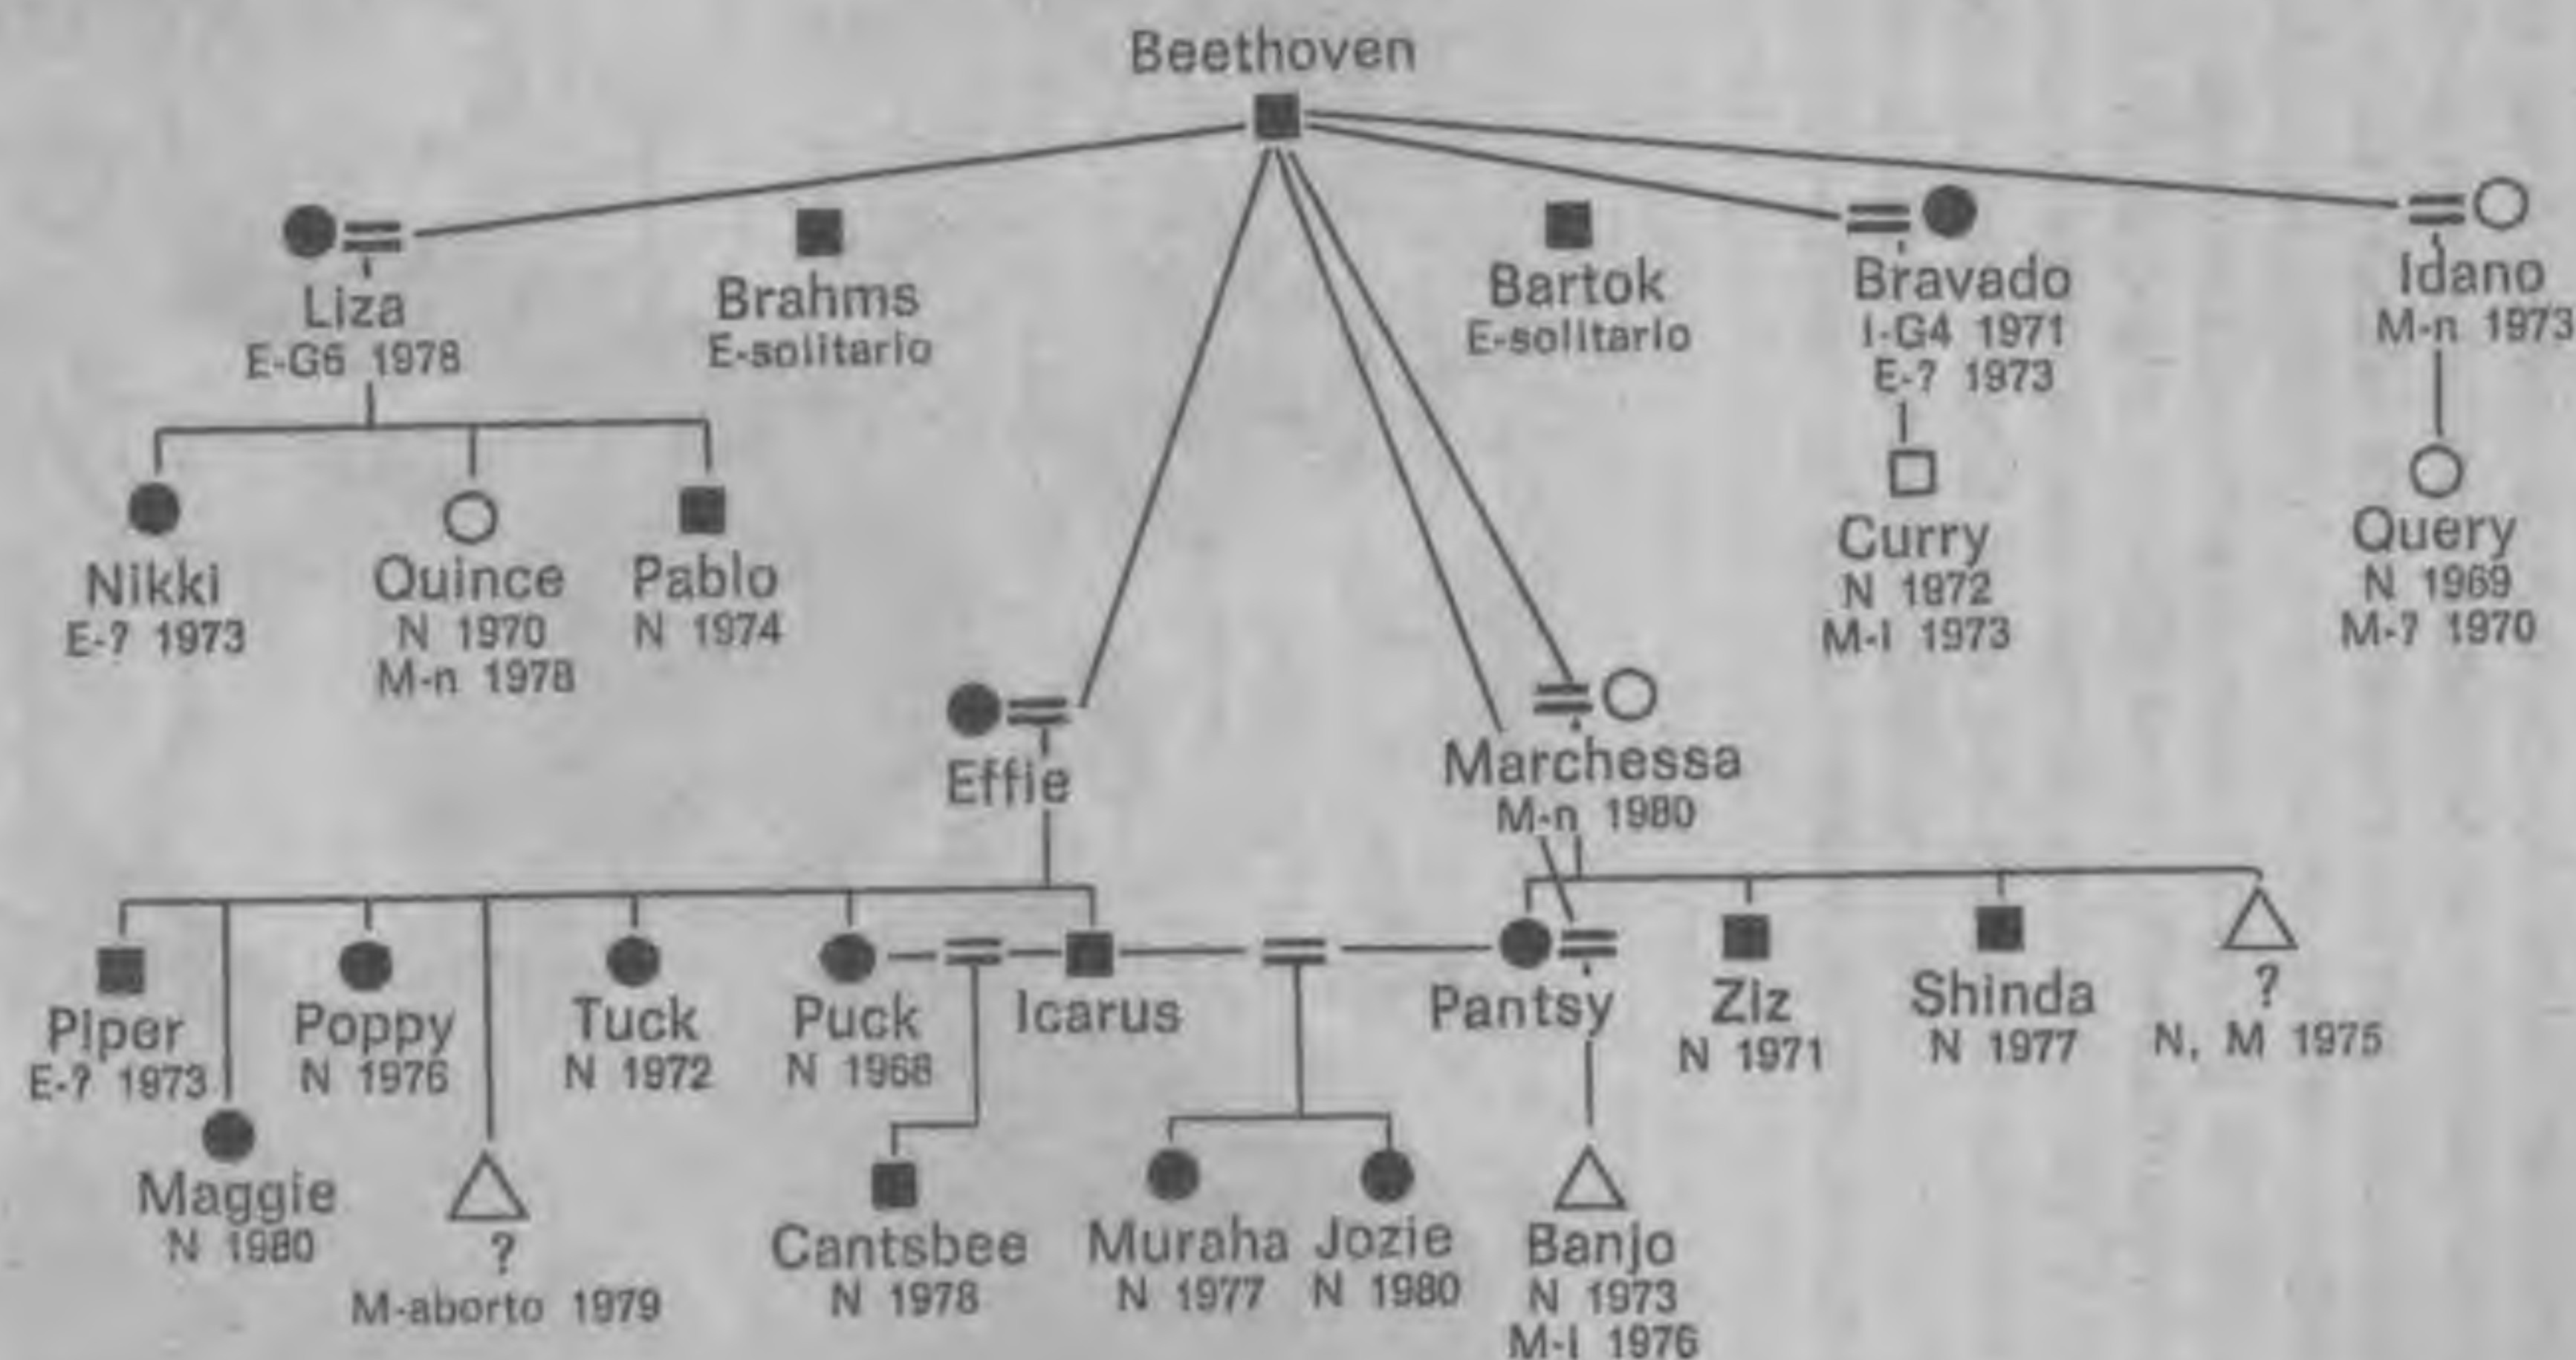 Beethoven
Liza
E-G6 1978
Brahms
E-solitario
Bartok
E-solitario
Bravado
I-G4 1971
E-? 1973
Idano
M-n 1973
Nikki
E-? 1973
Quince
N 1970
M-n 1978
Pablo
N 1974
Curry
N 1972
M-i 1973
Query
N 1969
M-? 1970
Effie
Marchessa
M-n 1980
Piper
E-? 1973
Poppy
N 1976
Tuck
N 1972
Puck
N 1968
Icarus
Pantsy
Ziz
N 1971
Shinda
N 1977
?
N, M 1975
Maggie
N 1980
?
M-aborto 1979
Cantsbee
N 1978
Muraha
N 1977
Jozie
N 1980
Banjo
N 1973
M-i 1976